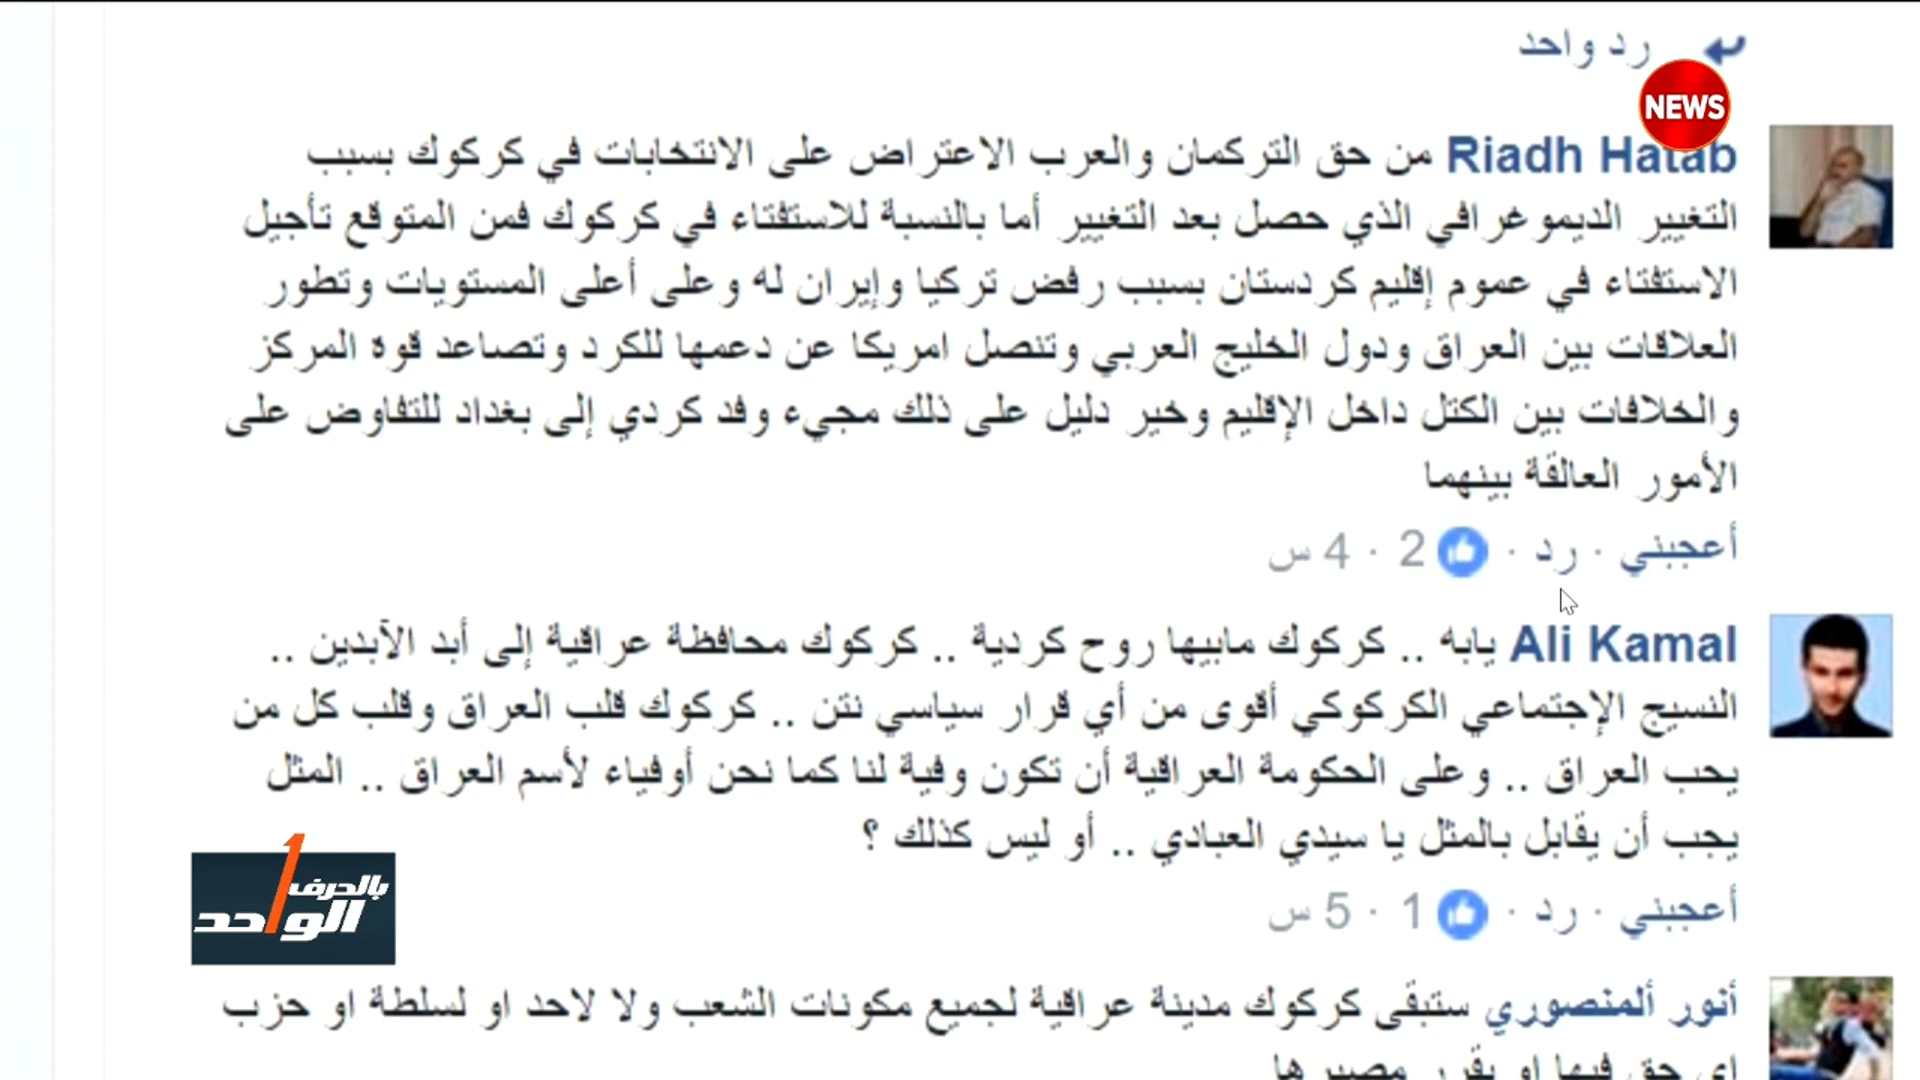 رد واحد
NEWS
Riadh Hatab من حق التركمان والعرب الاعتراض على الانتخابات في كركوك بسبب
التغيير الديموغرافي الذي حصل بعد التغيير أما بالنسبة للاستفتاء في كركوك فمن المتوقع تأجيل
الاستفتاء في عموم إقليم كردستان بسبب رفض تركيا وإيران له وعلى أعلى المستويات وتطور
العلاقات بين العراق ودول الخليج العربي وتنصل امريكا عن دعمها للكرد وتصاعد قوة المركز
والخلافات بين الكتل داخل الإقليم وخير دليل على ذلك مجيء وفد كردي إلى بغداد للتفاوض على
الأمور العالقة بينهما
أعجبني · رد · 2 · 4 س
Ali Kamal يابه .. كركوك مابيها روح كردية .. كركوك محافظة عراقية إلى أبد الآبدين ..
النسيج الإجتماعي الكركوكي أقوى من أي قرار سياسي نتن .. كركوك قلب العراق وقلب كل من
يحب العراق .. وعلى الحكومة العراقية أن تكون وفية لنا كما نحن أوفياء لأسم العراق .. المثل
يجب أن يقابل بالمثل يا سيدي العبادي .. أو ليس كذلك ؟
أعجبني · رد · 1 · 5 س
بالحرف
الواحد
أنور ألمنصوري ستبقى كركوك مدينة عراقية لجميع مكونات الشعب ولا لاحد او لسلطة او حزب
اي حق فيها او يقرر مصيرها